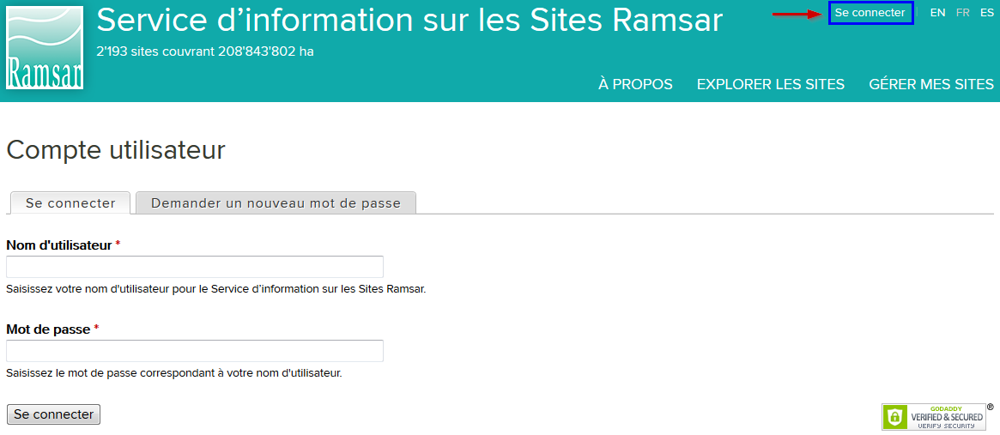 Ramsar
Service d’information sur les Sites Ramsar
2'193 sites couvrant 208'843'802 ha
Se connecter EN FR ES
À PROPOS EXPLORER LES SITES GÉRER MES SITES
Compte utilisateur
Se connecter Demander un nouveau mot de passe
Nom d'utilisateur *
Saisissez votre nom d'utilisateur pour le Service d’information sur les Sites Ramsar.
Mot de passe *
Saisissez le mot de passe correspondant à votre nom d'utilisateur.
Se connecter
GODADDY
VERIFIED & SECURED
VERIFY SECURITY
®